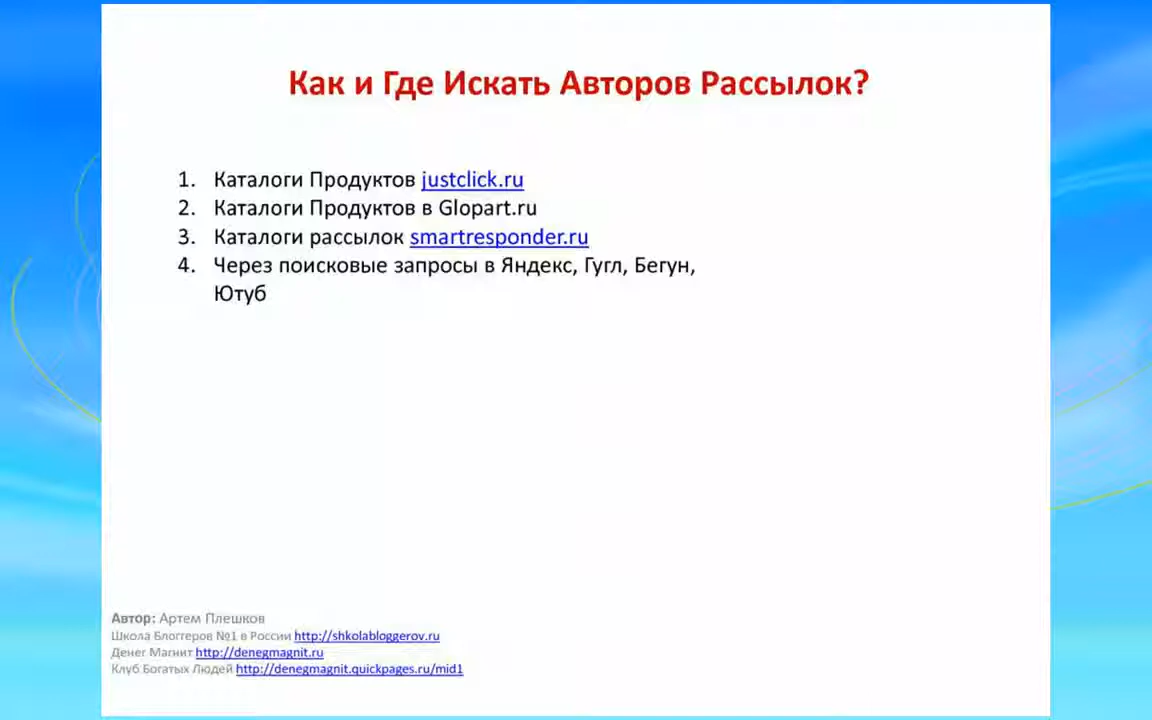 Как и Где Искать Авторов Рассылок?
1. Каталоги Продуктов justclick.ru
2. Каталоги Продуктов в Glopart.ru
3. Каталоги рассылок smartresponder.ru
4. Через поисковые запросы в Яндекс, Гугл, Бегун,
Ютуб
Автор: Артем Плешков
Школа Блоггеров №1 в России http://shkolabloggerov.ru
Денег Магнит http://denegmagnit.ru
Клуб Богатых Людей http://denegmagnit.quickpages.ru/mid1